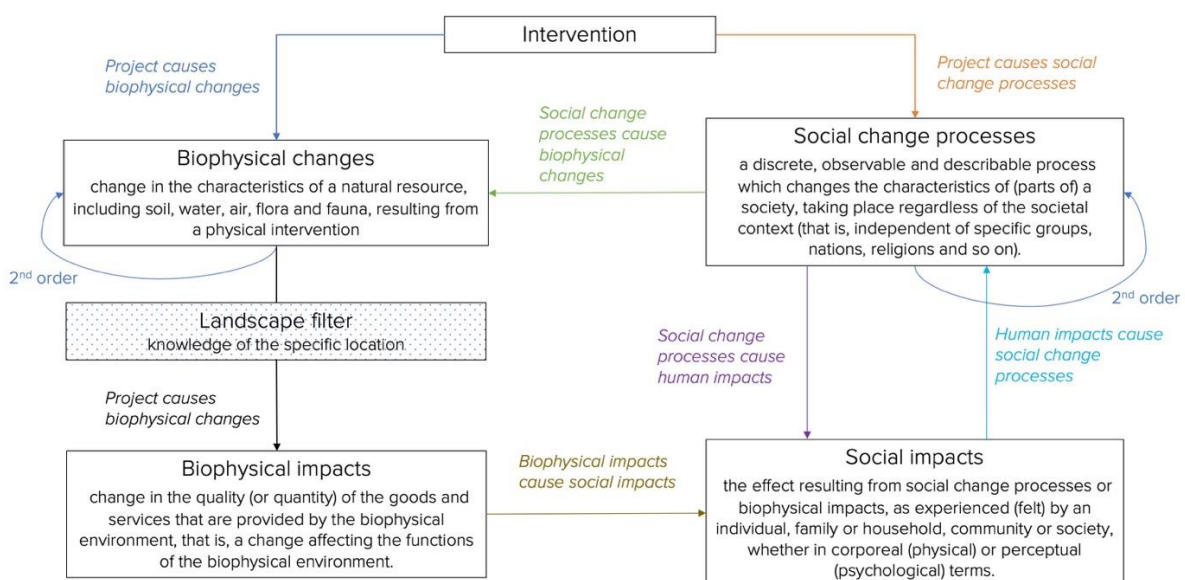 Intervention
Project causes
biophysical changes
Project causes social
change processes
Social change
processes cause
biophysical
changes
Biophysical changes
change in the characteristics of a natural resource,
including soil, water, air, flora and fauna, resulting from
a physical intervention
Social change processes
a discrete, observable and describable process
which changes the characteristics of (parts of) a
society, taking place regardless of the societal
context (that is, independent of specific groups,
nations, religions and so on).
2nd order
2nd order
Landscape filter
knowledge of the specific location
Social change
processes cause
human impacts
Human impacts cause
social change
processes
Project causes
biophysical changes
Biophysical impacts
change in the quality (or quantity) of the goods and
services that are provided by the biophysical
environment, that is, a change affecting the functions
of the biophysical environment.
Biophysical impacts
cause social impacts
Social impacts
the effect resulting from social change processes or
biophysical impacts, as experienced (felt) by an
individual, family or household, community or society,
whether in corporeal (physical) or perceptual
(psychological) terms.